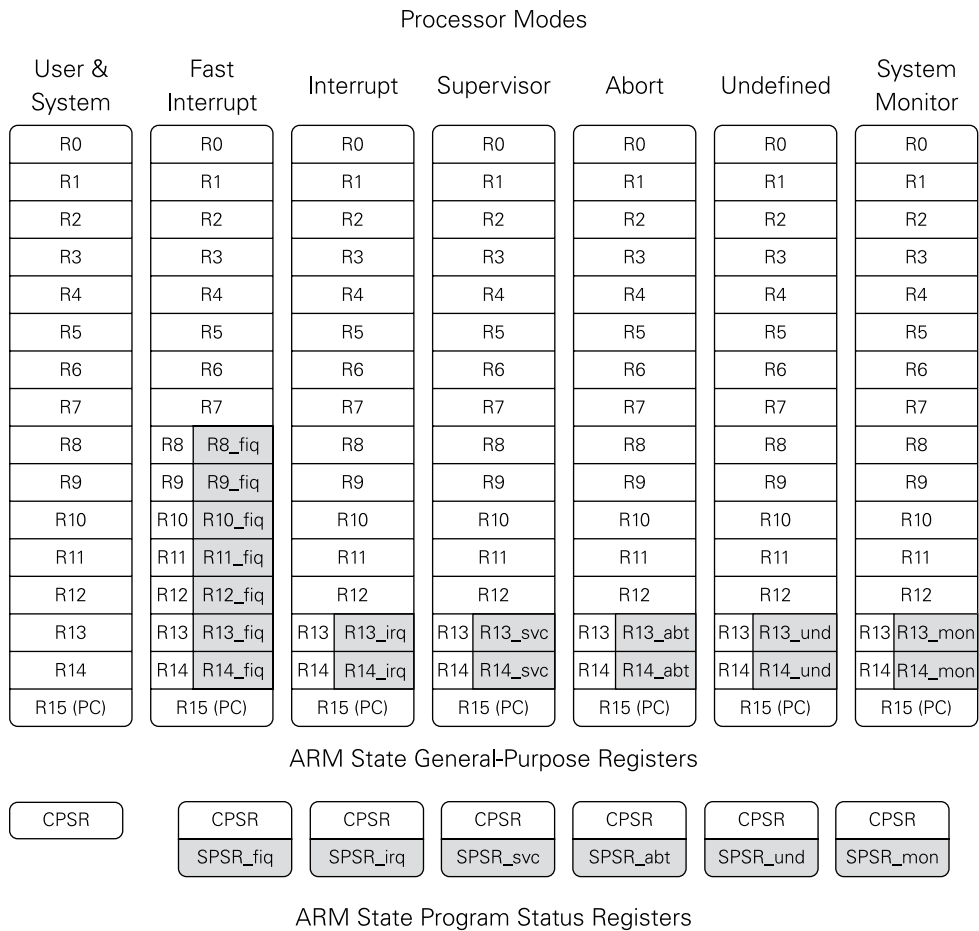 Processor Modes
User & System Fast Interrupt Interrupt Supervisor Abort Undefined System Monitor
R0 R0 R0 R0 R0 R0 R0
R1 R1 R1 R1 R1 R1 R1
R2 R2 R2 R2 R2 R2 R2
R3 R3 R3 R3 R3 R3 R3
R4 R4 R4 R4 R4 R4 R4
R5 R5 R5 R5 R5 R5 R5
R6 R6 R6 R6 R6 R6 R6
R7 R7 R7 R7 R7 R7 R7
R8 R8 R8_fiq R8 R8 R8 R8 R8
R9 R9 R9_fiq R9 R9 R9 R9 R9
R10 R10 R10_fiq R10 R10 R10 R10 R10
R11 R11 R11_fiq R11 R11 R11 R11 R11
R12 R12 R12_fiq R12 R12 R12 R12 R12
R13 R13 R13_fiq R13 R13_irq R13 R13_svc R13 R13_abt R13 R13_und R13 R13_mon
R14 R14 R14_fiq R14 R14_irq R14 R14_svc R14 R14_abt R14 R14_und R14 R14_mon
R15 (PC) R15 (PC) R15 (PC) R15 (PC) R15 (PC) R15 (PC) R15 (PC)
ARM State General-Purpose Registers
CPSR CPSR CPSR CPSR CPSR CPSR CPSR
SPSR_fiq SPSR_irq SPSR_svc SPSR_abt SPSR_und SPSR_mon
ARM State Program Status Registers